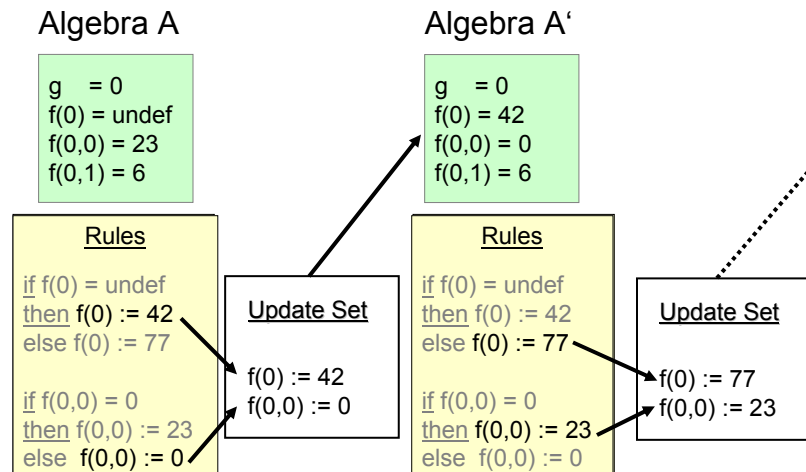 Algebra A
g = 0
f(0) = undef
f(0,0) = 23
f(0,1) = 6
Rules
if f(0) = undef
then f(0) := 42
else f(0) := 77
if f(0,0) = 0
then f(0,0) := 23
else f(0,0) := 0
Update Set
f(0) := 42
f(0,0) := 0
Algebra A‘
g = 0
f(0) = 42
f(0,0) = 0
f(0,1) = 6
Rules
if f(0) = undef
then f(0) := 42
else f(0) := 77
if f(0,0) = 0
then f(0,0) := 23
else f(0,0) := 0
Update Set
f(0) := 77
f(0,0) := 23